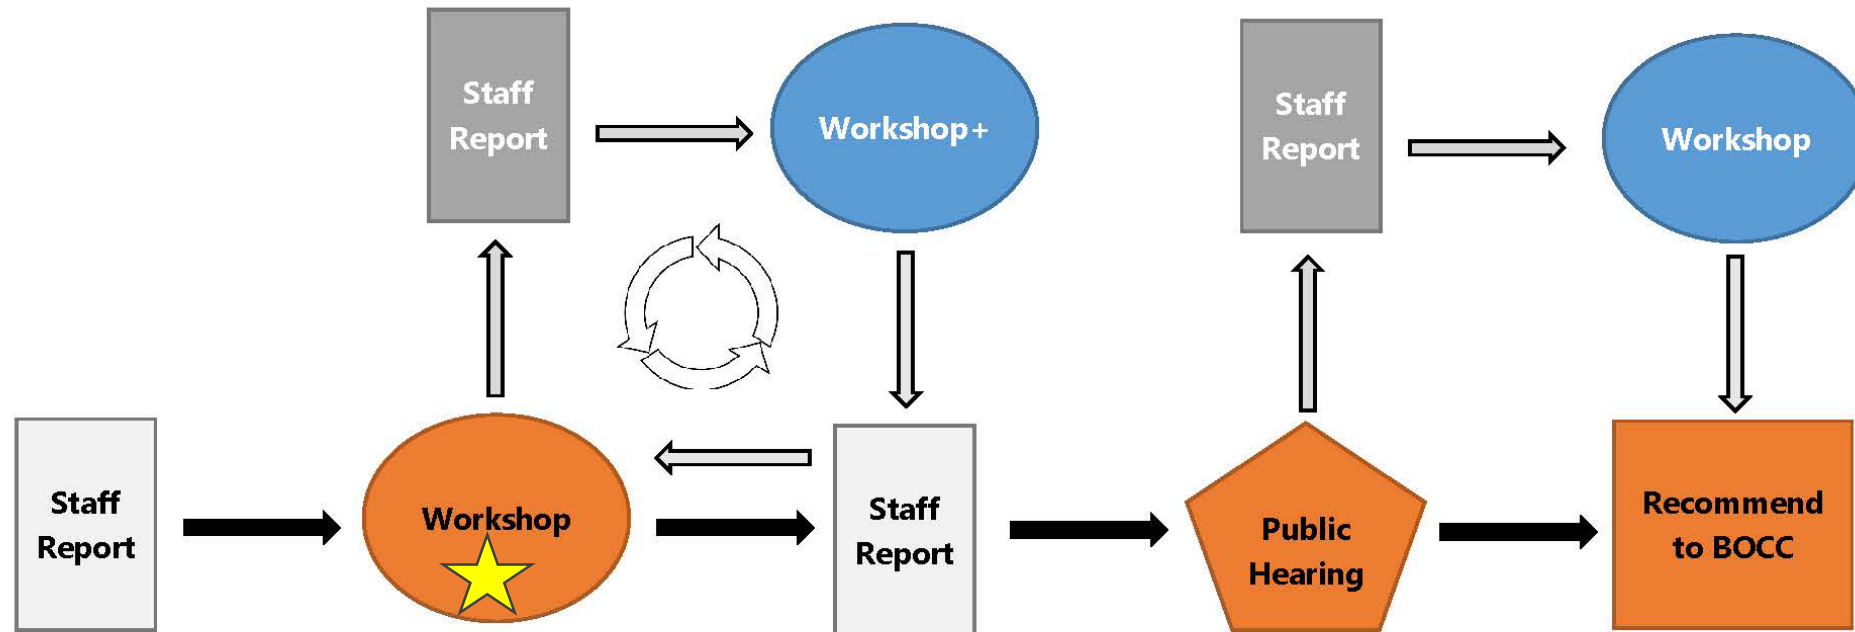 Staff
Report
Workshop+
Staff
Report
Workshop
Staff
Report
Workshop
Staff
Report
Public
Hearing
Recommend
to BOCC